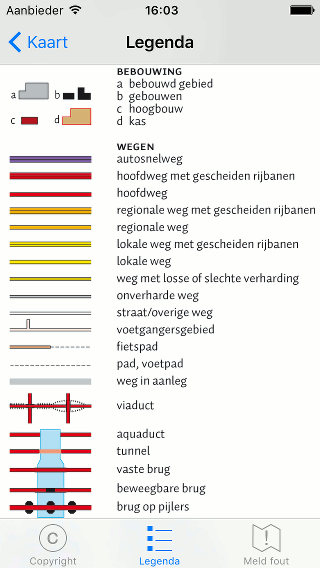 Aanbieder 16:03
Kaart Legenda
BEBOUWING
a bebouwd gebied
b gebouwen
c hoogbouw
d kas
a b
c d
WEGEN
autosnelweg
hoofdweg met gescheiden rijbanen
hoofdweg
regionale weg met gescheiden rijbanen
regionale weg
lokale weg met gescheiden rijbanen
lokale weg
weg met losse of slechte verharding
onverharde weg
straat/overige weg
voetgangersgebied
fietspad
pad, voetpad
weg in aanleg
viaduct
aquaduct
tunnel
vaste brug
beweegbare brug
brug op pijlers
C ! 
Copyright Legenda Meld fout